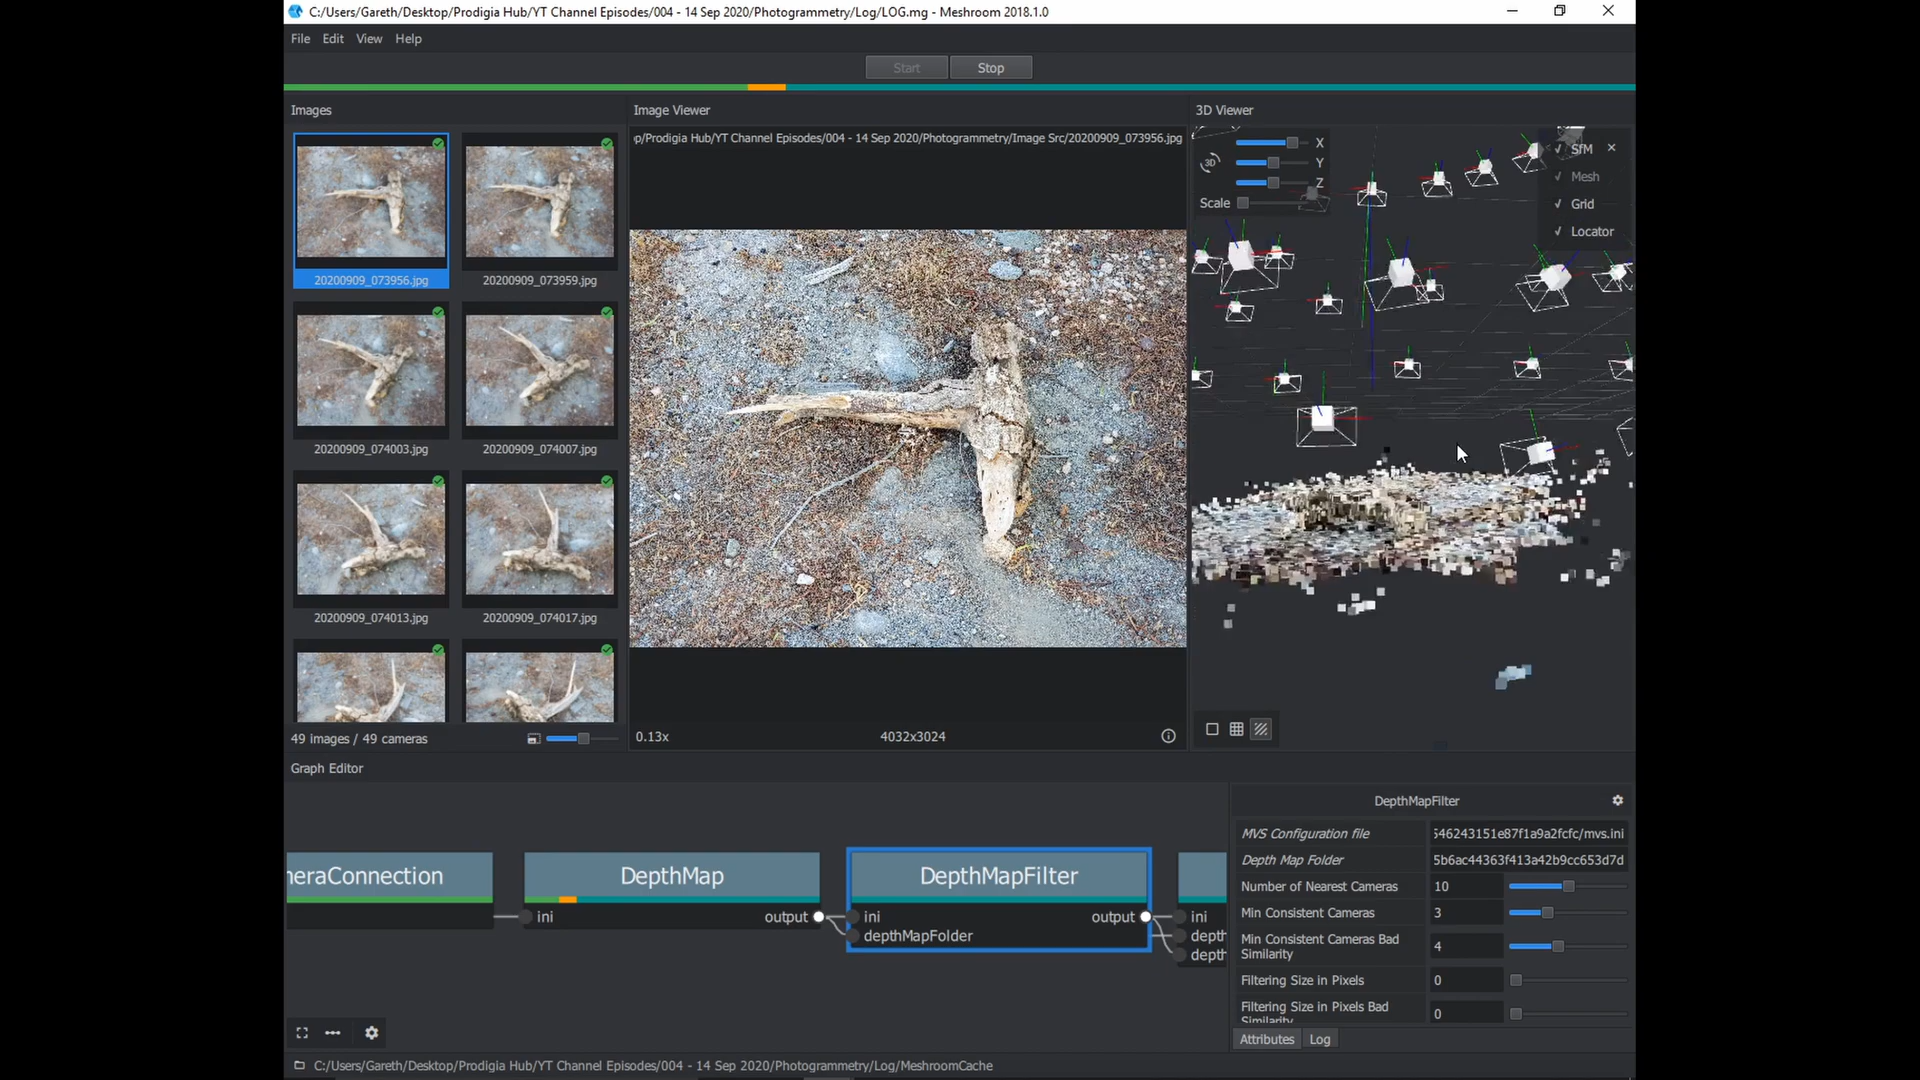 C:/Users/Gareth/Desktop/Prodigia Hub/YT Channel Episodes/004 - 14 Sep 2020/Photogrammetry/Log/LOG.mg - Meshroom 2018.1.0
File Edit View Help
Start Stop
Images
Image Viewer
3D Viewer
p/Prodigia Hub/YT Channel Episodes/004 - 14 Sep 2020/Photogrammetry/Image Src/20200909_073956.jpg
3D
X
Y
Z
Scale
✓ SfM ×
✓ Mesh
✓ Grid
✓ Locator
20200909_073956.jpg
20200909_073959.jpg
20200909_074003.jpg
20200909_074007.jpg
20200909_074013.jpg
20200909_074017.jpg
49 images / 49 cameras
0.13x
4032x3024
Graph Editor
neraConnection
DepthMap
ini
output
DepthMapFilter
ini
output
depthMapFolder
ini
depth
depth
DepthMapFilter
MVS Configuration file 546243151e87f1a9a2fcfc/mvs.ini
Depth Map Folder 5b6ac44363f413a42b9cc653d7d
Number of Nearest Cameras 10
Min Consistent Cameras 3
Min Consistent Cameras Bad
Similarity 4
Filtering Size in Pixels 0
Filtering Size in Pixels Bad
Similarity 0
Attributes Log
C:/Users/Gareth/Desktop/Prodigia Hub/YT Channel Episodes/004 - 14 Sep 2020/Photogrammetry/Log/MeshroomCache